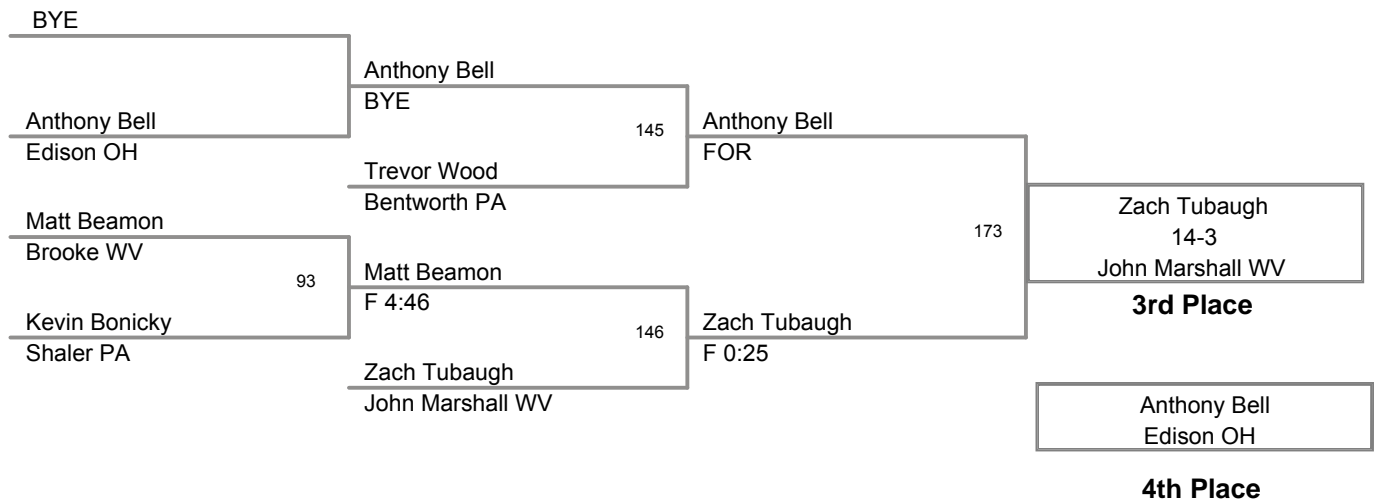 BYE
Anthony Bell
BYE
Anthony Bell
Edison OH
145
Anthony Bell
FOR
Trevor Wood
Bentworth PA
Matt Beamon
Brooke WV
93
Matt Beamon
F 4:46
Kevin Bonicky
Shaler PA
146
Zach Tubaugh
F 0:25
Zach Tubaugh
John Marshall WV
173
Zach Tubaugh
14-3
John Marshall WV
3rd Place
Anthony Bell
Edison OH
4th Place